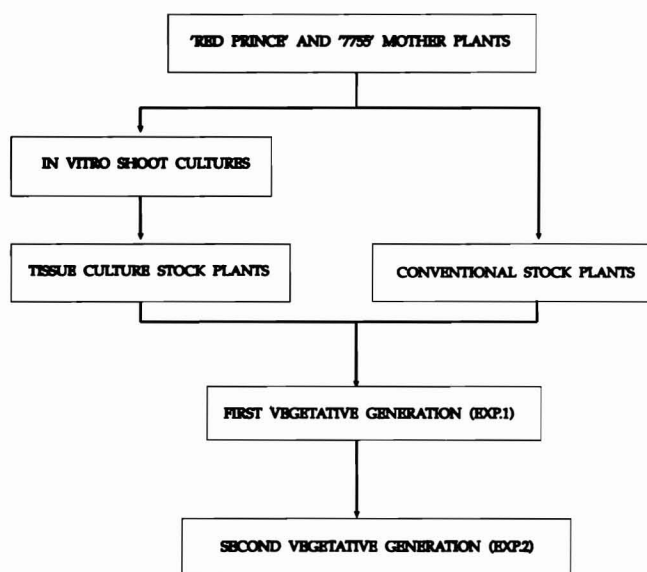 'RED PRINCE' AND '7755' MOTHER PLANTS
IN VITRO SHOOT CULTURES
TISSUE CULTURE STOCK PLANTS
CONVENTIONAL STOCK PLANTS
FIRST VEGETATIVE GENERATION (EXP.1)
SECOND VEGETATIVE GENERATION (EXP.2)